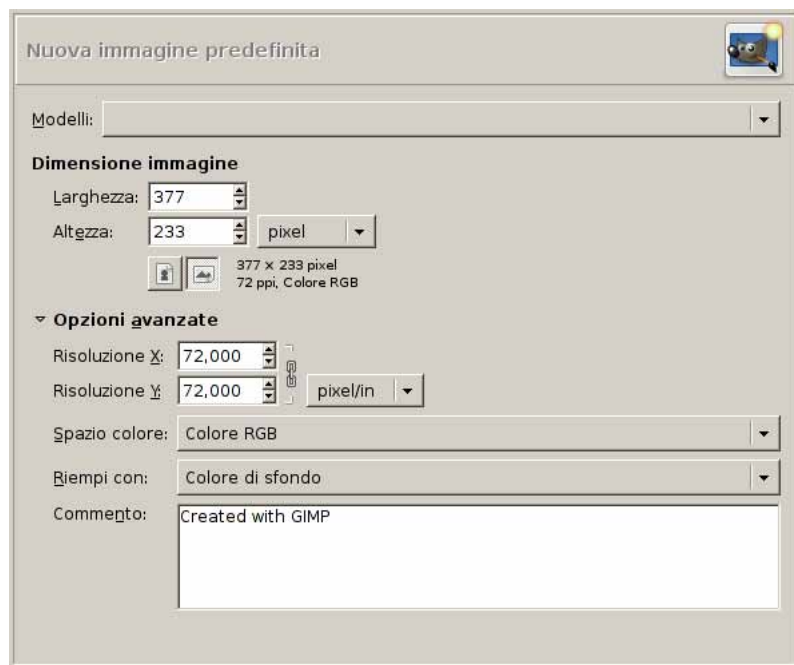 Nuova immagine predefinita
Modelli:
Dimensione immagine
Larghezza: 377
Altezza: 233 pixel
377 × 233 pixel
72 ppi, Colore RGB
Opzioni avanzate
Risoluzione X: 72,000
Risoluzione Y: 72,000 pixel/in
Spazio colore: Colore RGB
Riempi con: Colore di sfondo
Commento: Created with GIMP